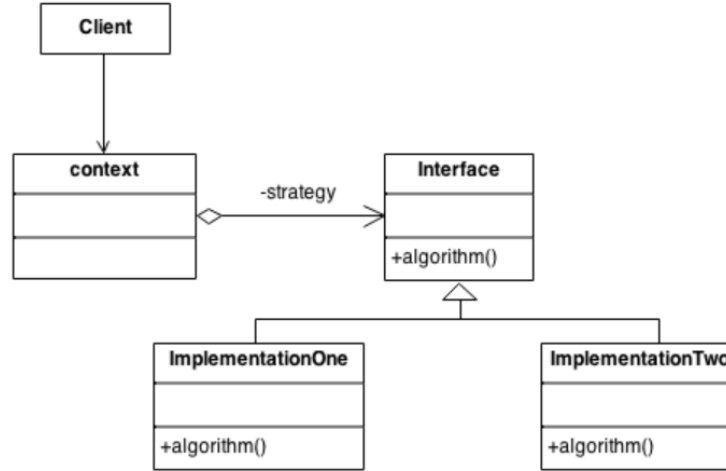 Client
context
-strategy
Interface
+algorithm()
ImplementationOne
ImplementationTwo
+algorithm()
+algorithm()